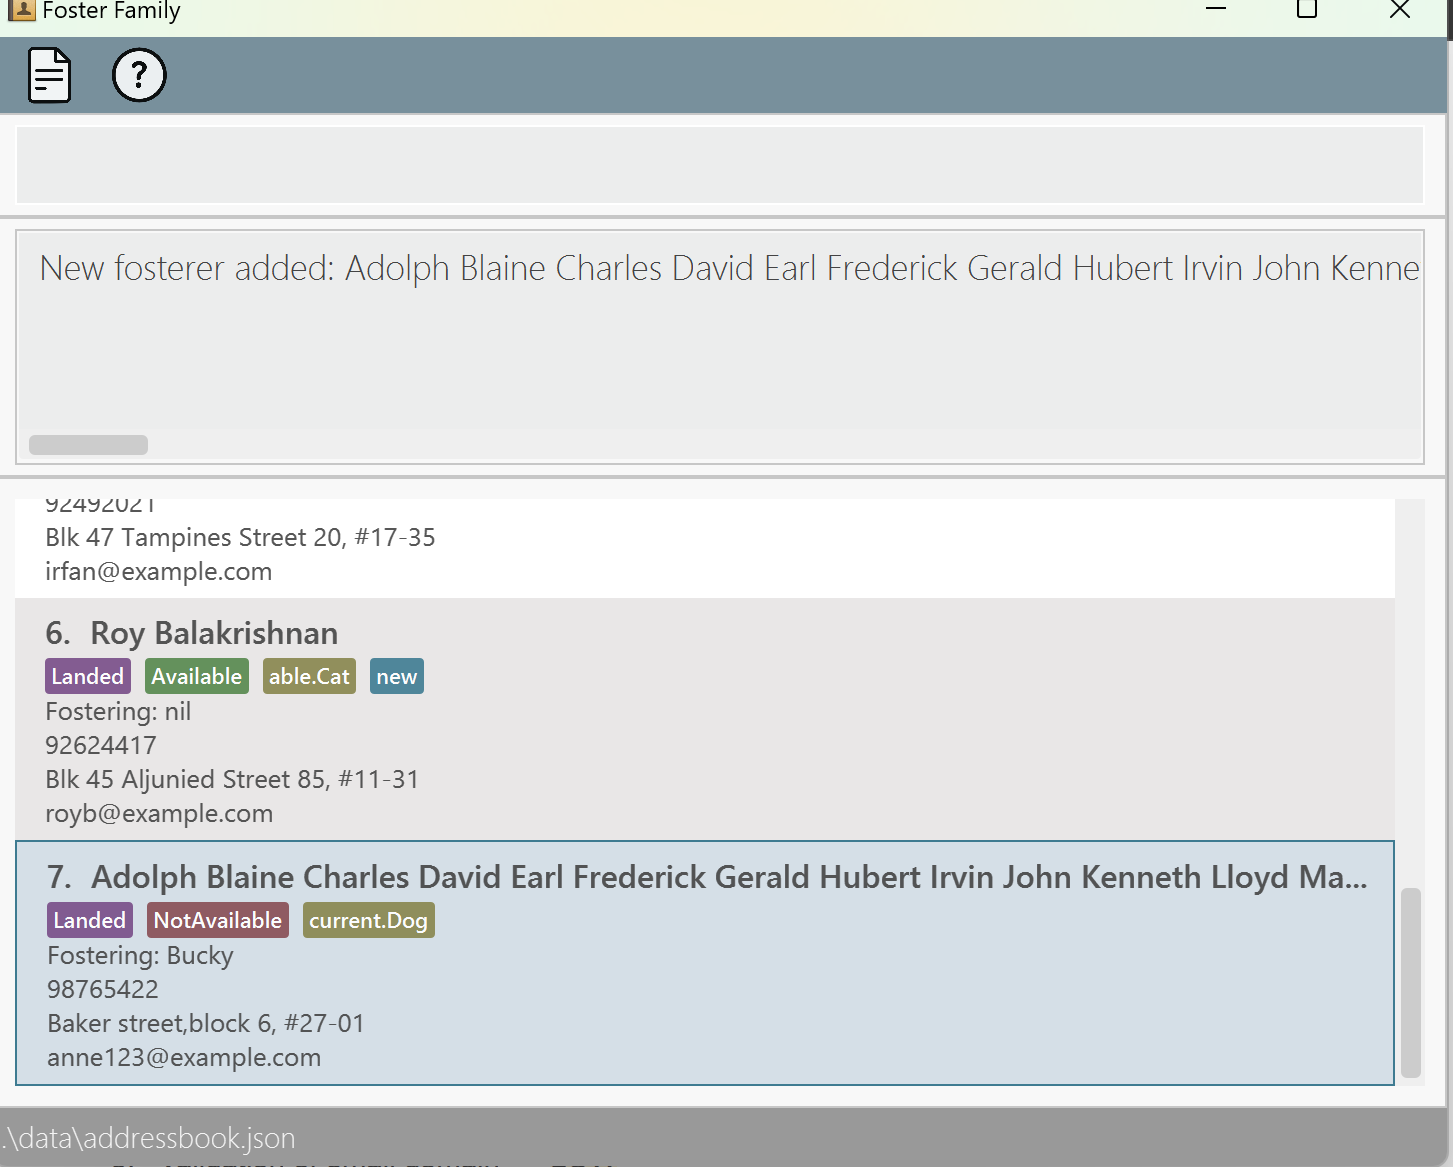 Foster Family
?
New fosterer added: Adolph Blaine Charles David Earl Frederick Gerald Hubert Irvin John Kenne
92492021
Blk 47 Tampines Street 20, #17-35
irfan@example.com
6. Roy Balakrishnan
Landed Available able.Cat new
Fostering: nil
92624417
Blk 45 Aljunied Street 85, #11-31
royb@example.com
7. Adolph Blaine Charles David Earl Frederick Gerald Hubert Irvin John Kenneth Lloyd Ma...
Landed NotAvailable current.Dog
Fostering: Bucky
98765422
Baker street,block 6, #27-01
anne123@example.com
.\data\addressbook.json